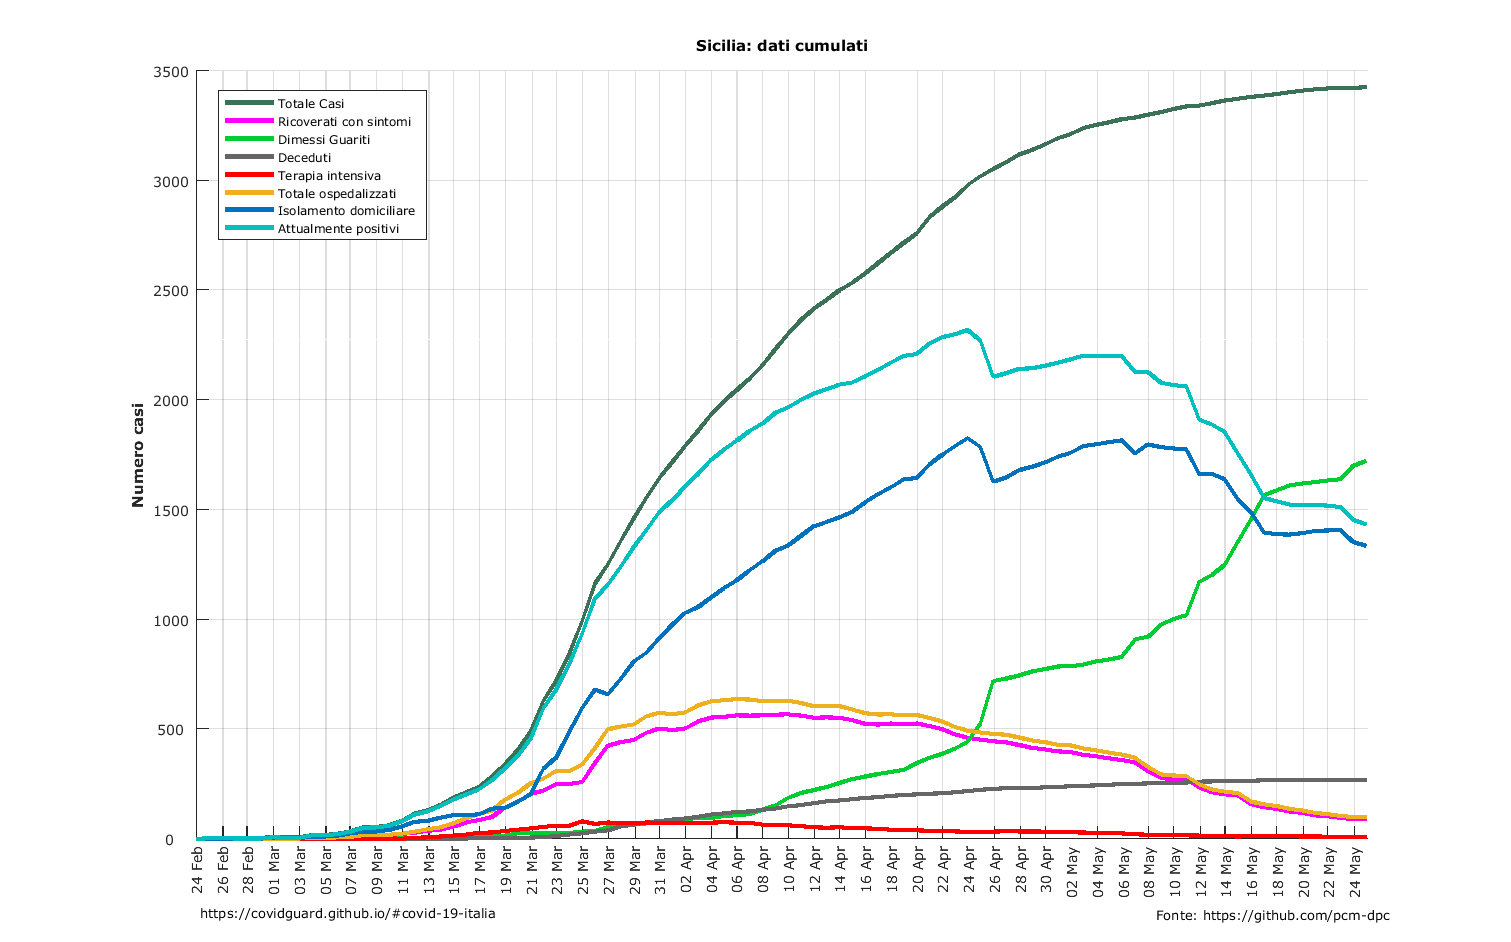 Sicilia: dati cumulati
Numero casi
3500
3000
2500
2000
1500
1000
500
0
Totale Casi
Ricoverati con sintomi
Dimessi Guariti
Deceduti
Terapia intensiva
Totale ospedalizzati
Isolamento domiciliare
Attualmente positivi
24 Feb
26 Feb
28 Feb
01 Mar
03 Mar
05 Mar
07 Mar
09 Mar
11 Mar
13 Mar
15 Mar
17 Mar
19 Mar
21 Mar
23 Mar
25 Mar
27 Mar
29 Mar
31 Mar
02 Apr
04 Apr
06 Apr
08 Apr
10 Apr
12 Apr
14 Apr
16 Apr
18 Apr
20 Apr
22 Apr
24 Apr
26 Apr
28 Apr
30 Apr
02 May
04 May
06 May
08 May
10 May
12 May
14 May
16 May
18 May
20 May
22 May
24 May
https://covidguard.github.io/#covid-19-italia
Fonte: https://github.com/pcm-dpc